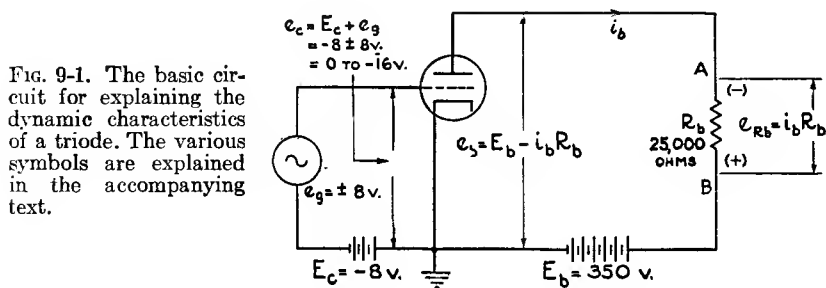 FIG. 9-1. The basic cir-
cuit for explaining the
dynamic characteristics
of a triode. The various
symbols are explained
in the accompanying
text.
e_c = E_c + e_g
= -8 ± 8v.
= 0 TO -16v.
e_g = ± 8v.
E_c = -8 v.
e_b = E_b - i_b R_b
i_b
A
(-)
R_b
25,000
OHMS
e_Rb = i_b R_b
(+)
B
E_b = 350 v.